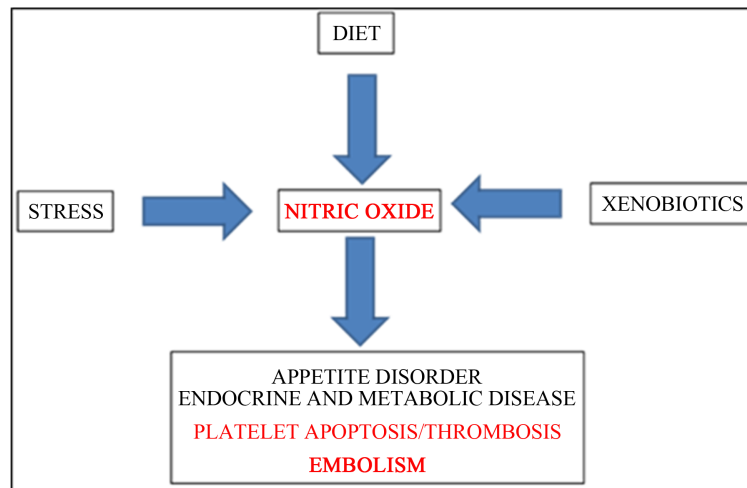 DIET
STRESS
NITRIC OXIDE
XENOBIOTICS
APPETITE DISORDER
ENDOCRINE AND METABOLIC DISEASE
PLATELET APOPTOSIS/THROMBOSIS
EMBOLISM